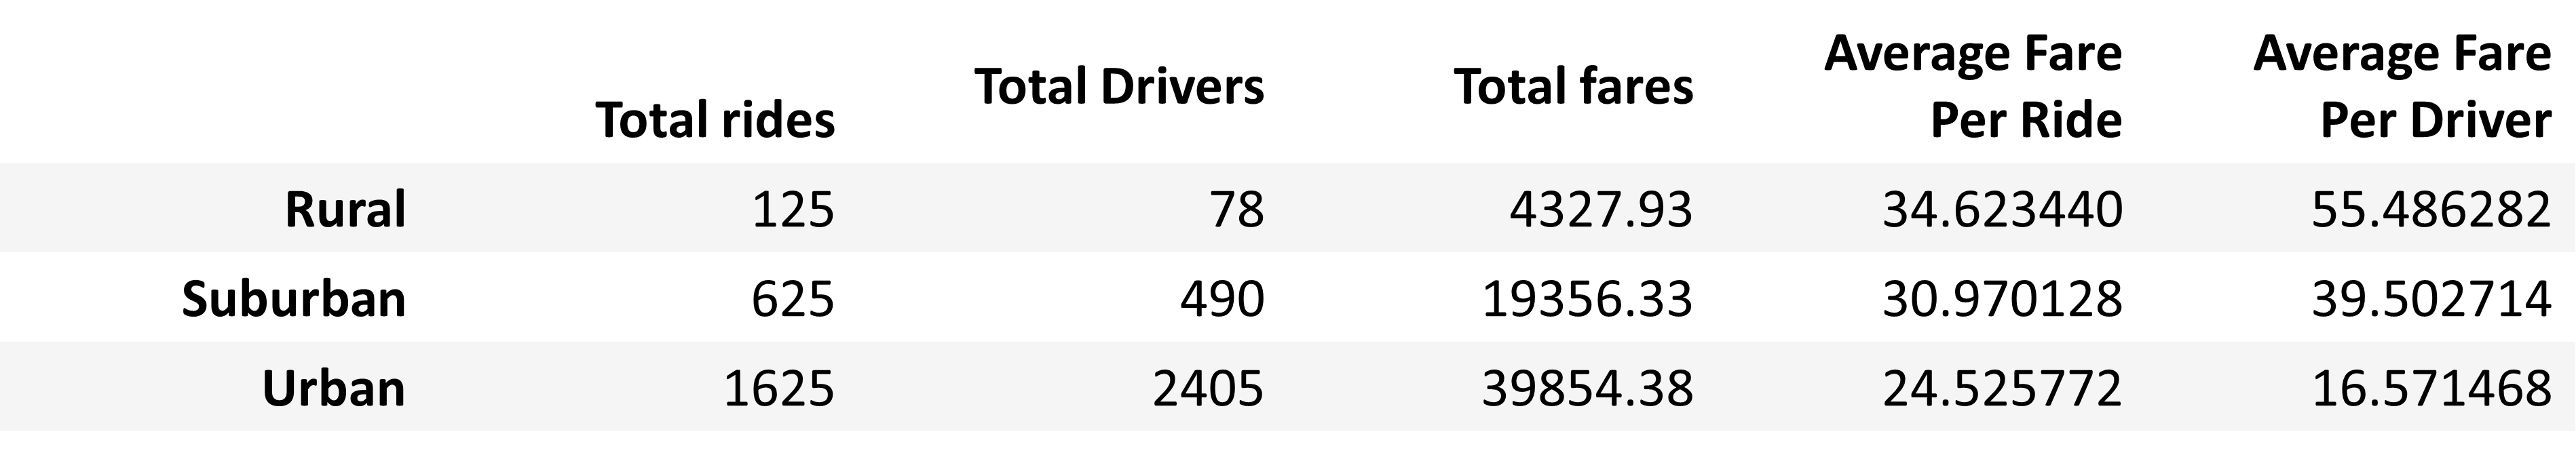 Total rides Total Drivers Total fares Average Fare Per Ride Average Fare Per Driver
Rural 125 78 4327.93 34.623440 55.486282
Suburban 625 490 19356.33 30.970128 39.502714
Urban 1625 2405 39854.38 24.525772 16.571468